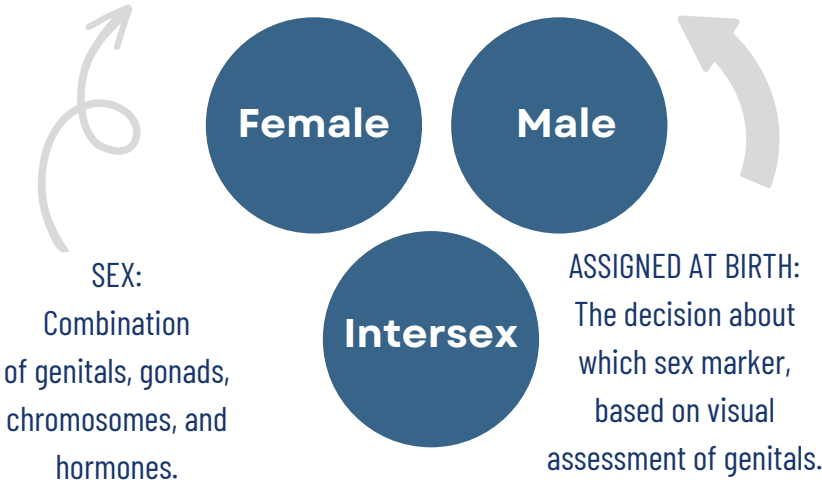 Female
Male
Intersex
SEX:
Combination
of genitals, gonads,
chromosomes, and
hormones.
ASSIGNED AT BIRTH:
The decision about
which sex marker,
based on visual
assessment of genitals.